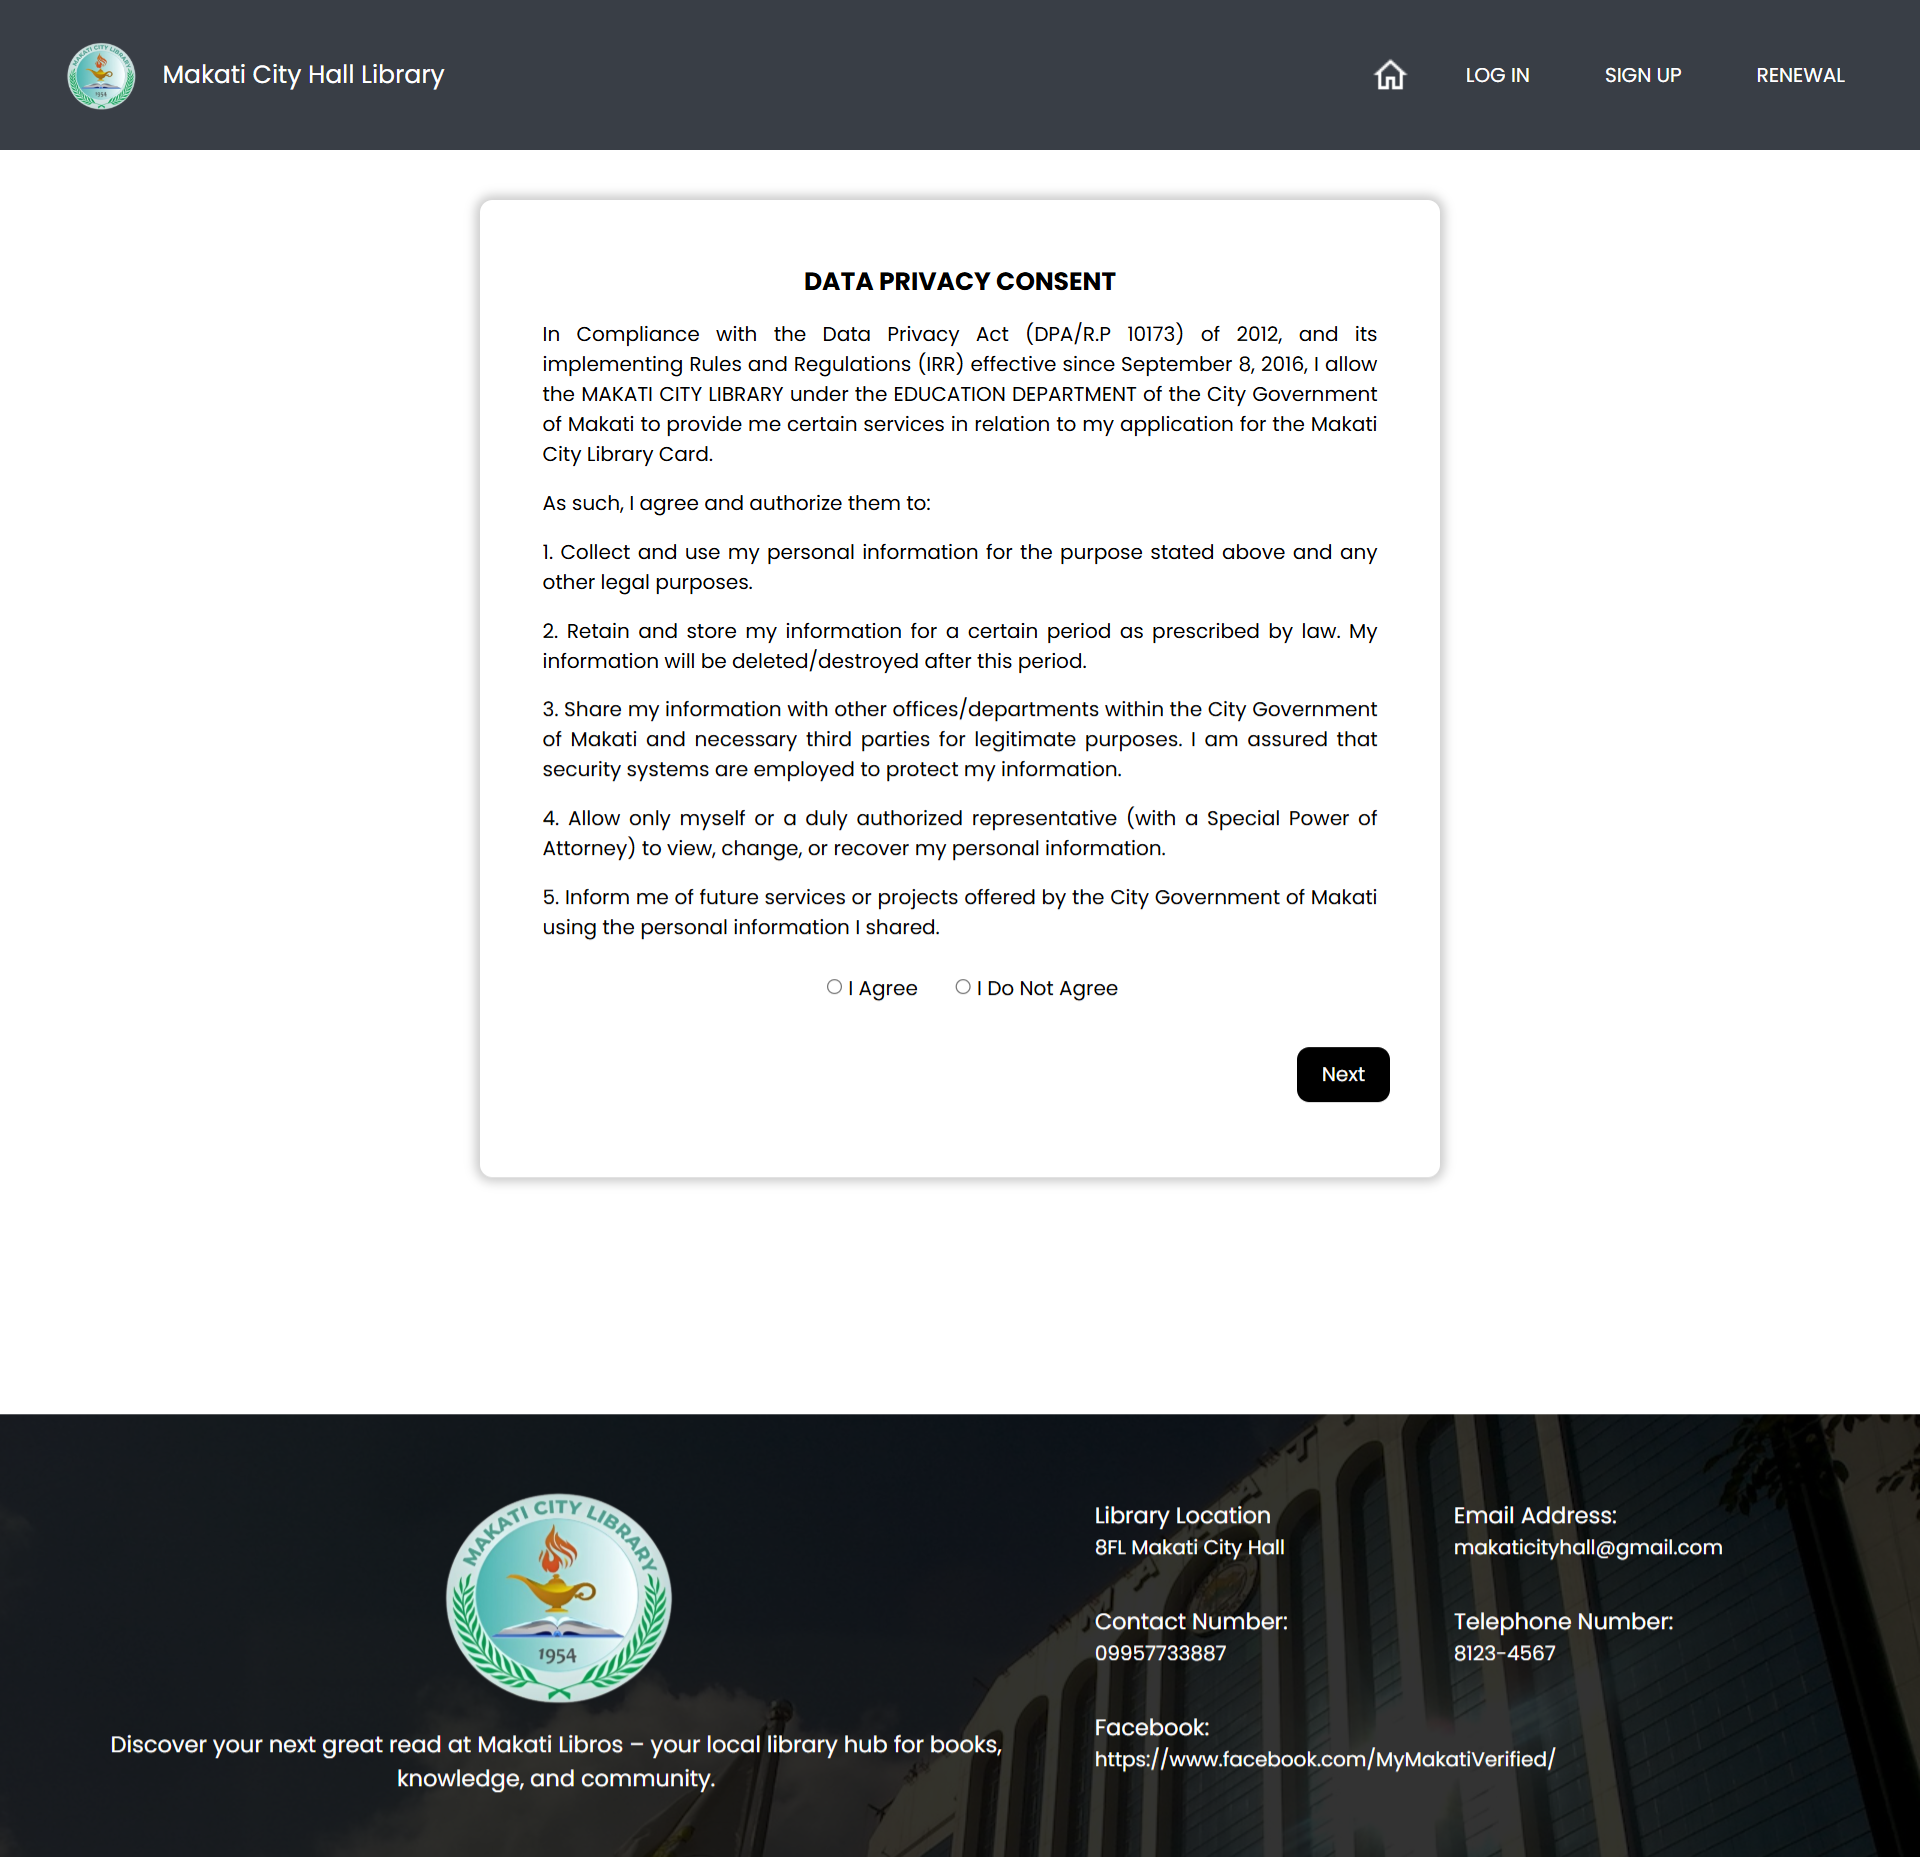 MAKATI CITY LIBRARY
1954
Makati City Hall Library
LOG IN
SIGN UP
RENEWAL
DATA PRIVACY CONSENT
In Compliance with the Data Privacy Act (DPA/R.P 10173) of 2012, and its
implementing Rules and Regulations (IRR) effective since September 8, 2016, I allow
the MAKATI CITY LIBRARY under the EDUCATION DEPARTMENT of the City Government
of Makati to provide me certain services in relation to my application for the Makati
City Library Card.
As such, I agree and authorize them to:
1. Collect and use my personal information for the purpose stated above and any
other legal purposes.
2. Retain and store my information for a certain period as prescribed by law. My
information will be deleted/destroyed after this period.
3. Share my information with other offices/departments within the City Government
of Makati and necessary third parties for legitimate purposes. I am assured that
security systems are employed to protect my information.
4. Allow only myself or a duly authorized representative (with a Special Power of
Attorney) to view, change, or recover my personal information.
5. Inform me of future services or projects offered by the City Government of Makati
using the personal information I shared.
I Agree
I Do Not Agree
Next
MAKATI CITY LIBRARY
1954
Discover your next great read at Makati Libros – your local library hub for books,
knowledge, and community.
Library Location
8FL Makati City Hall
Email Address:
makaticityhall@gmail.com
Contact Number:
09957733887
Telephone Number:
8123-4567
Facebook:
https://www.facebook.com/MyMakatiVerified/